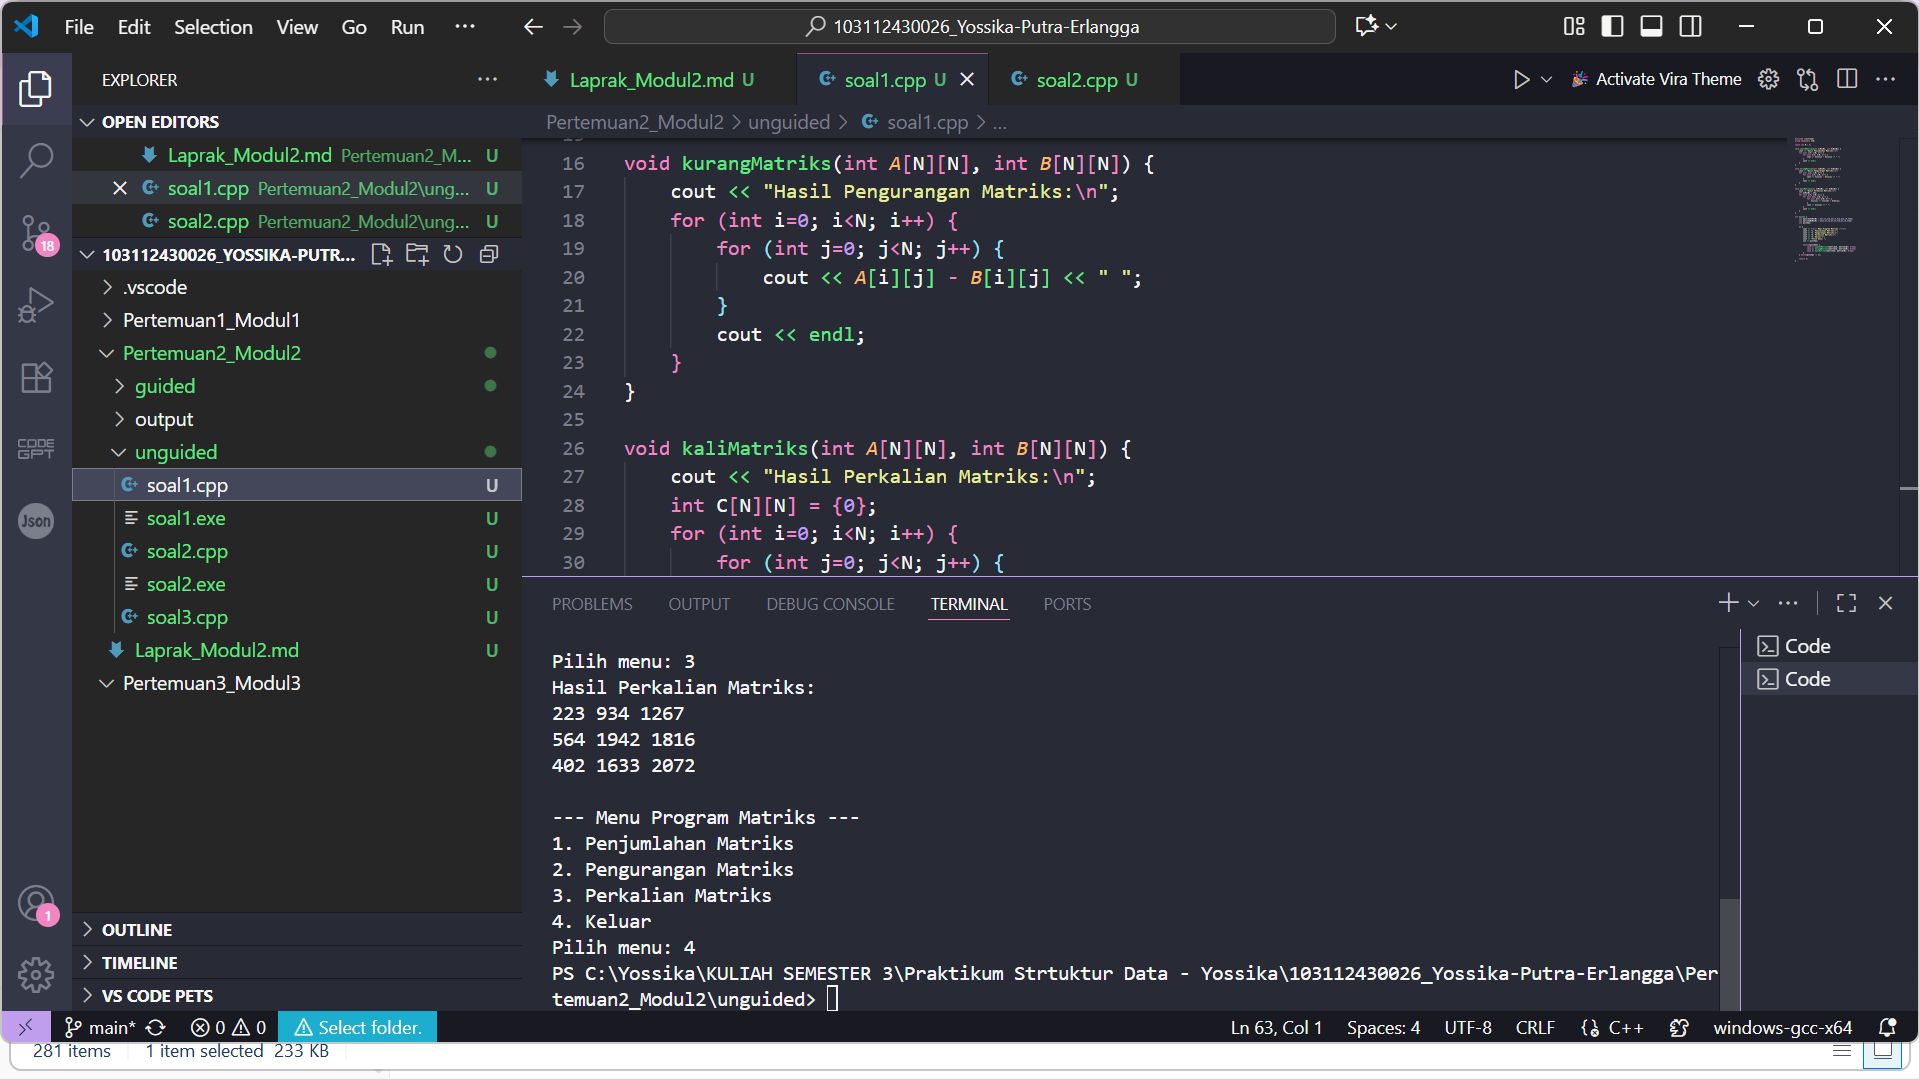 File Edit Selection View Go Run ··· 103112430026_Yossika-Putra-Erlangga
EXPLORER ···
OPEN EDITORS
Laprak_Modul2.md Pertemuan2_M... U
soal1.cpp Pertemuan2_Modul2\ung... U
soal2.cpp Pertemuan2_Modul2\ung... U
103112430026_YOSSIKA-PUTR...
.vscode
Pertemuan1_Modul1
Pertemuan2_Modul2
guided
output
unguided
soal1.cpp U
soal1.exe U
soal2.cpp U
soal2.exe U
soal3.cpp U
Laprak_Modul2.md U
Pertemuan3_Modul3
OUTLINE
TIMELINE
VS CODE PETS
18
CODE GPT
Json
1
Laprak_Modul2.md U soal1.cpp U soal2.cpp U Activate Vira Theme
Pertemuan2_Modul2 > unguided > soal1.cpp > ...
16 void kurangMatriks(int A[N][N], int B[N][N]) {
17 cout << "Hasil Pengurangan Matriks:\n";
18 for (int i=0; i<N; i++) {
19 for (int j=0; j<N; j++) {
20 cout << A[i][j] - B[i][j] << " ";
21 }
22 cout << endl;
23 }
24 }
25
26 void kaliMatriks(int A[N][N], int B[N][N]) {
27 cout << "Hasil Perkalian Matriks:\n";
28 int C[N][N] = {0};
29 for (int i=0; i<N; i++) {
30 for (int j=0; j<N; j++) {
PROBLEMS OUTPUT DEBUG CONSOLE TERMINAL PORTS
Code
Code
Pilih menu: 3
Hasil Perkalian Matriks:
223 934 1267
564 1942 1816
402 1633 2072
--- Menu Program Matriks ---
1. Penjumlahan Matriks
2. Pengurangan Matriks
3. Perkalian Matriks
4. Keluar
Pilih menu: 4
PS C:\Yossika\KULIAH SEMESTER 3\Praktikum Strtuktur Data - Yossika\103112430026_Yossika-Putra-Erlangga\Per
temuan2_Modul2\unguided>
main* 0 0 Select folder. Ln 63, Col 1 Spaces: 4 UTF-8 CRLF C++ windows-gcc-x64
281 items 1 item selected 233 KB